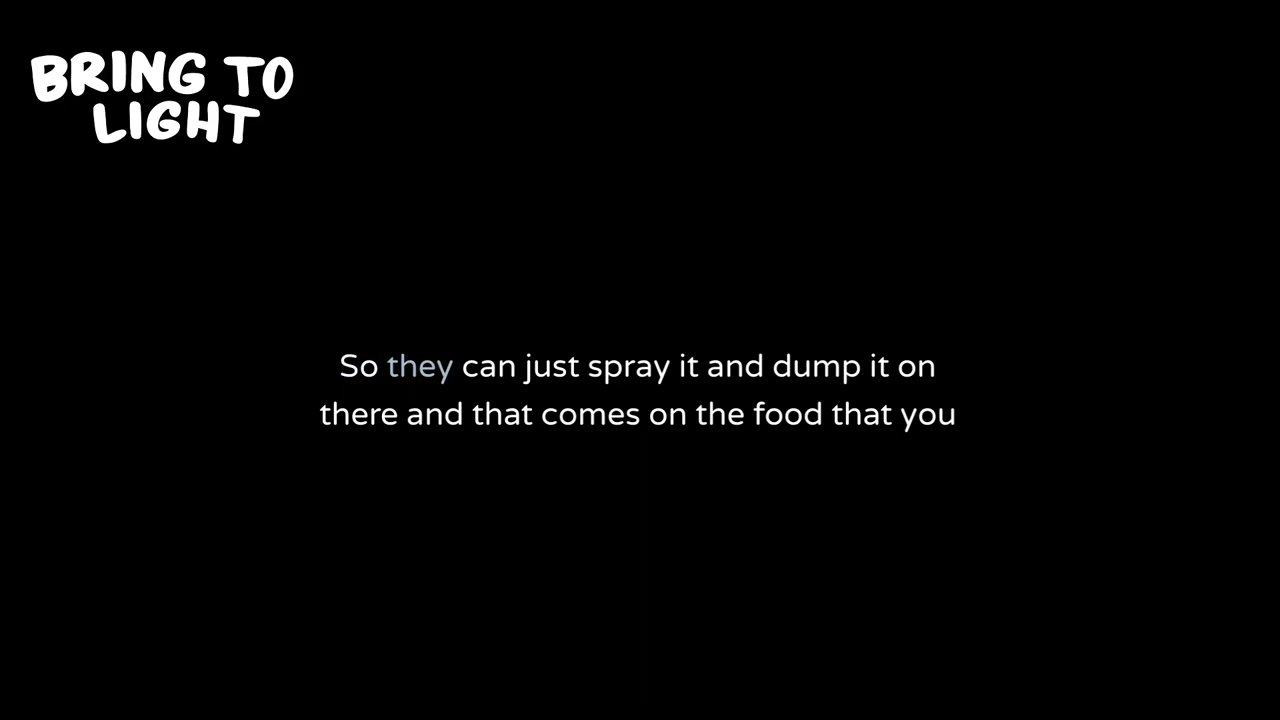 BRING TO
LIGHT
So they can just spray it and dump it on
there and that comes on the food that you